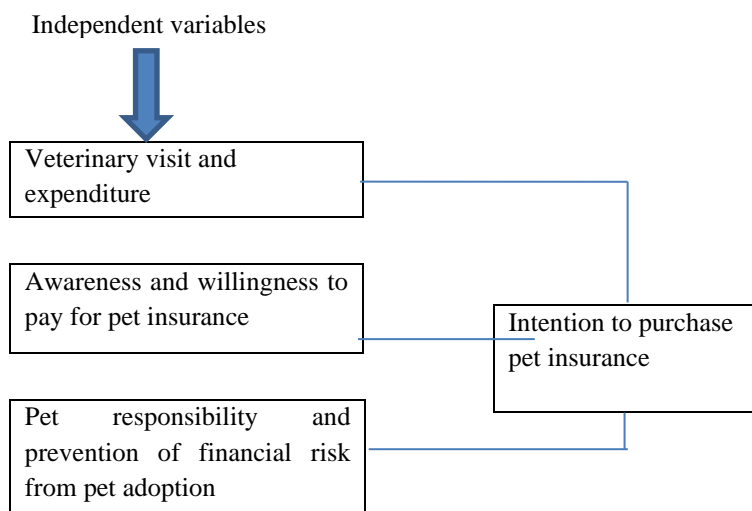 Independent variables
Veterinary visit and
expenditure
Awareness and willingness to
pay for pet insurance
Intention to purchase
pet insurance
Pet responsibility and
prevention of financial risk
from pet adoption